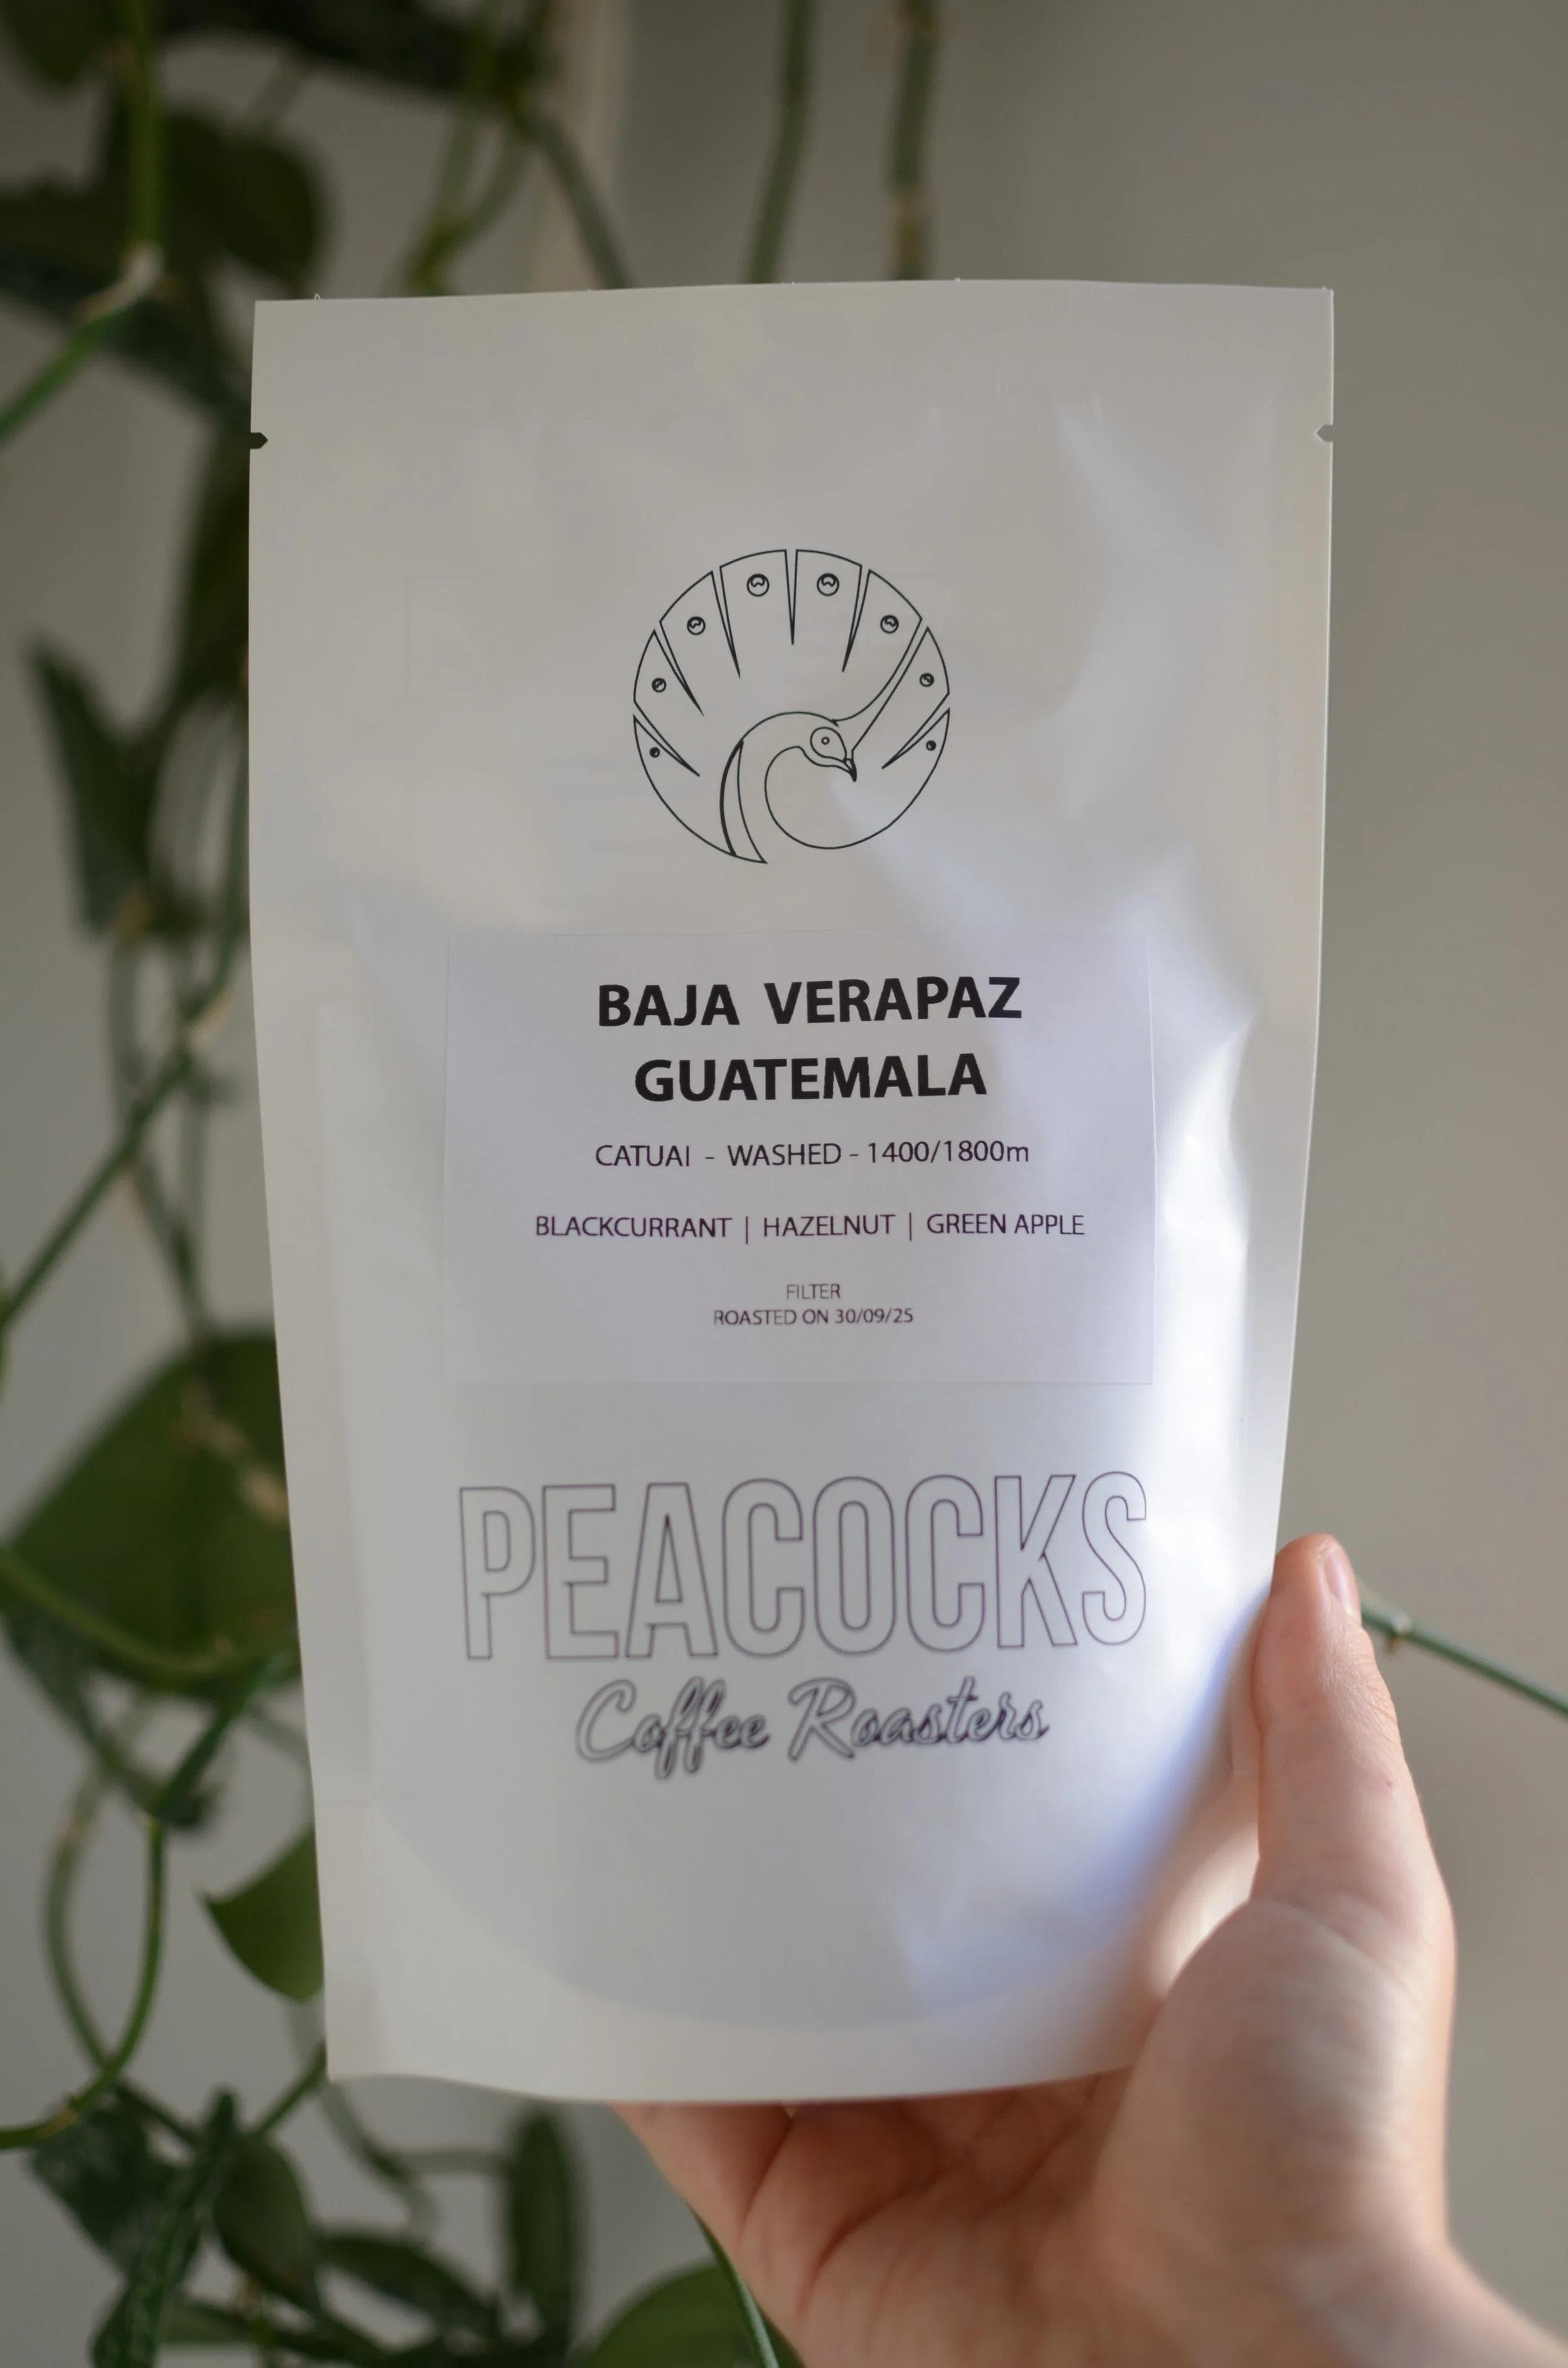 BAJA VERAPAZ
GUATEMALA
CATUAI - WASHED - 1400/1800m
BLACKCURRANT | HAZELNUT | GREEN APPLE
FILTER
ROASTED ON 30/09/25
PEACOCKS
Coffee Roasters